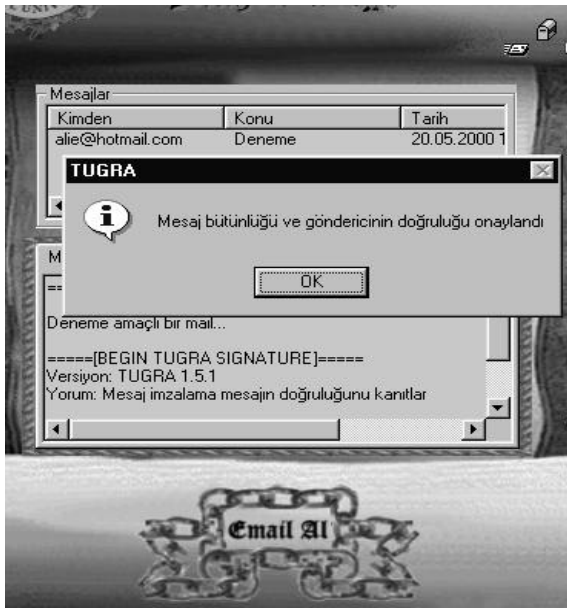 UNIV
Mesajlar
Kimden Konu Tarih
alie@hotmail.com Deneme 20.05.2000 1
TUGRA
Mesaj bütünlüğü ve göndericinin doğruluğu onaylandı
OK
M
==
Deneme amaçlı bir mail...
=====[BEGIN TUGRA SIGNATURE]=====
Versiyon: TUGRA 1.5.1
Yorum: Mesaj imzalama mesajın doğruluğunu kanıtlar
Email Al